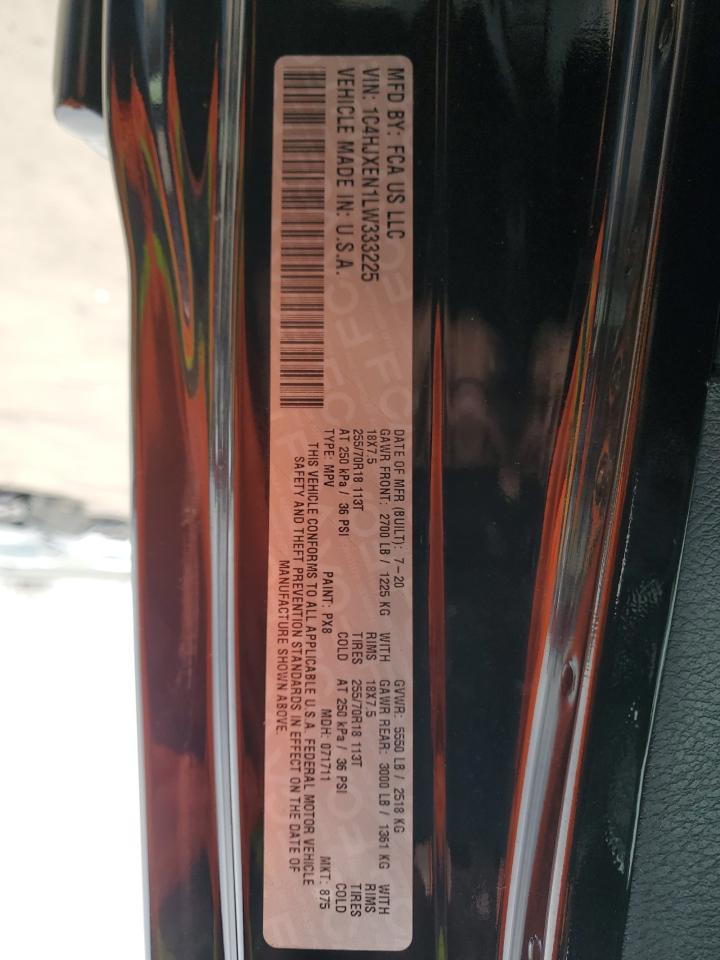 MFD BY: FCA US LLC
VIN: 1C4HJXEN1LW333225
VEHICLE MADE IN: U.S.A.
DATE OF MFR (BUILT): 7-20 GVWR: 5550 LB / 2518 KG
GAWR FRONT: 2700 LB / 1225 KG WITH GAWR REAR: 3000 LB / 1361 KG WITH
18X7.5 RIMS 18X7.5 RIMS
255/70R18 113T TIRES 255/70R18 113T TIRES
AT 250 kPa / 36 PSI COLD AT 250 kPa / 36 PSI COLD
TYPE: MPV PAINT: PX8 MDH: 071711 MKT: 875
THIS VEHICLE CONFORMS TO ALL APPLICABLE U.S.A. FEDERAL MOTOR VEHICLE
SAFETY AND THEFT PREVENTION STANDARDS IN EFFECT ON THE DATE OF
MANUFACTURE SHOWN ABOVE.